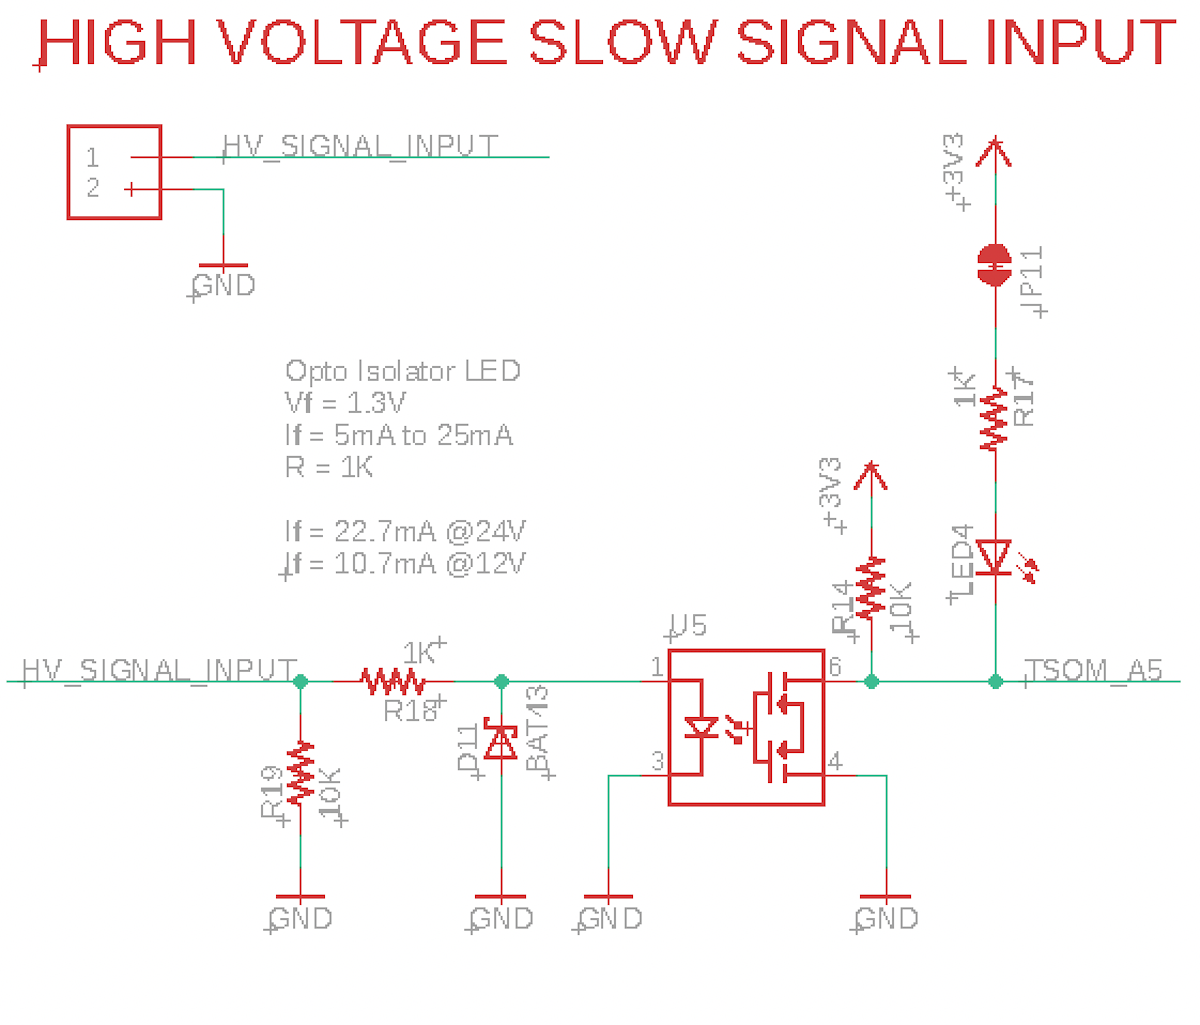 HIGH VOLTAGE SLOW SIGNAL INPUT
1
HV_SIGNAL_INPUT
2
GND
+3V3
JP11
1K
R17
Opto Isolator LED
Vf = 1.3V
If = 5mA to 25mA
R = 1K
If = 22.7mA @24V
If = 10.7mA @12V
+3V3
R14
10K
LED4
U5
HV_SIGNAL_INPUT
1K
R18
1
6
TSOM_A5
D11
BAT43
3
4
R19
10K
GND
GND
GND
GND